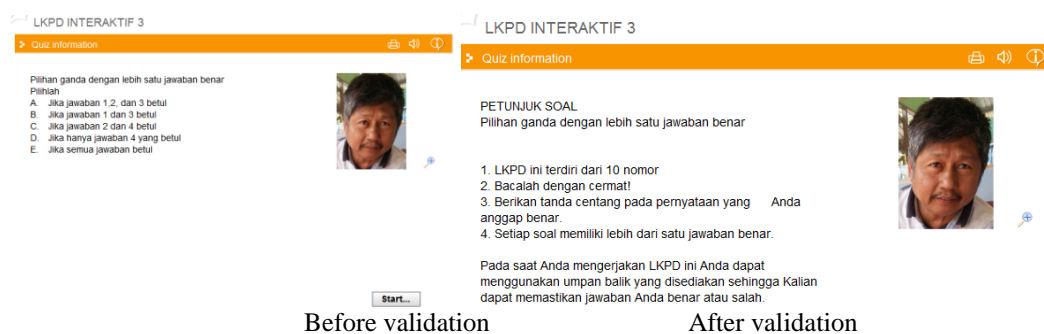 LKPD INTERAKTIF 3
Quiz information
Pilihan ganda dengan lebih satu jawaban benar
Pilihlah
A. Jika jawaban 1,2, dan 3 betul
B. Jika jawaban 1 dan 3 betul
C. Jika jawaban 2 dan 4 betul
D. Jika hanya jawaban 4 yang betul
E. Jika semua jawaban betul
Start...
Before validation
LKPD INTERAKTIF 3
Quiz information
PETUNJUK SOAL
Pilihan ganda dengan lebih satu jawaban benar
1. LKPD ini terdiri dari 10 nomor
2. Bacalah dengan cermat!
3. Berikan tanda centang pada pernyataan yang Anda
anggap benar.
4. Setiap soal memiliki lebih dari satu jawaban benar.
Pada saat Anda mengerjakan LKPD ini Anda dapat
menggunakan umpan balik yang disediakan sehingga Kalian
dapat memastikan jawaban Anda benar atau salah.
After validation